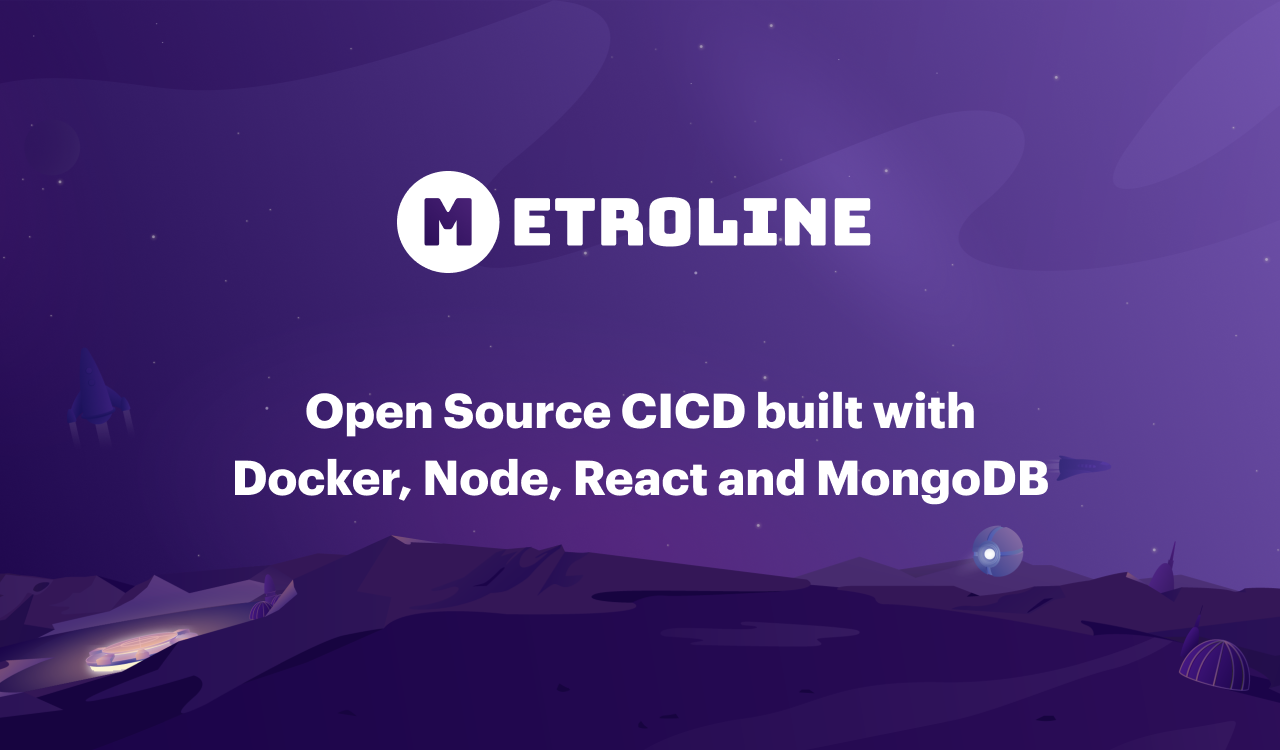 METROLINE
Open Source CICD built with
Docker, Node, React and MongoDB